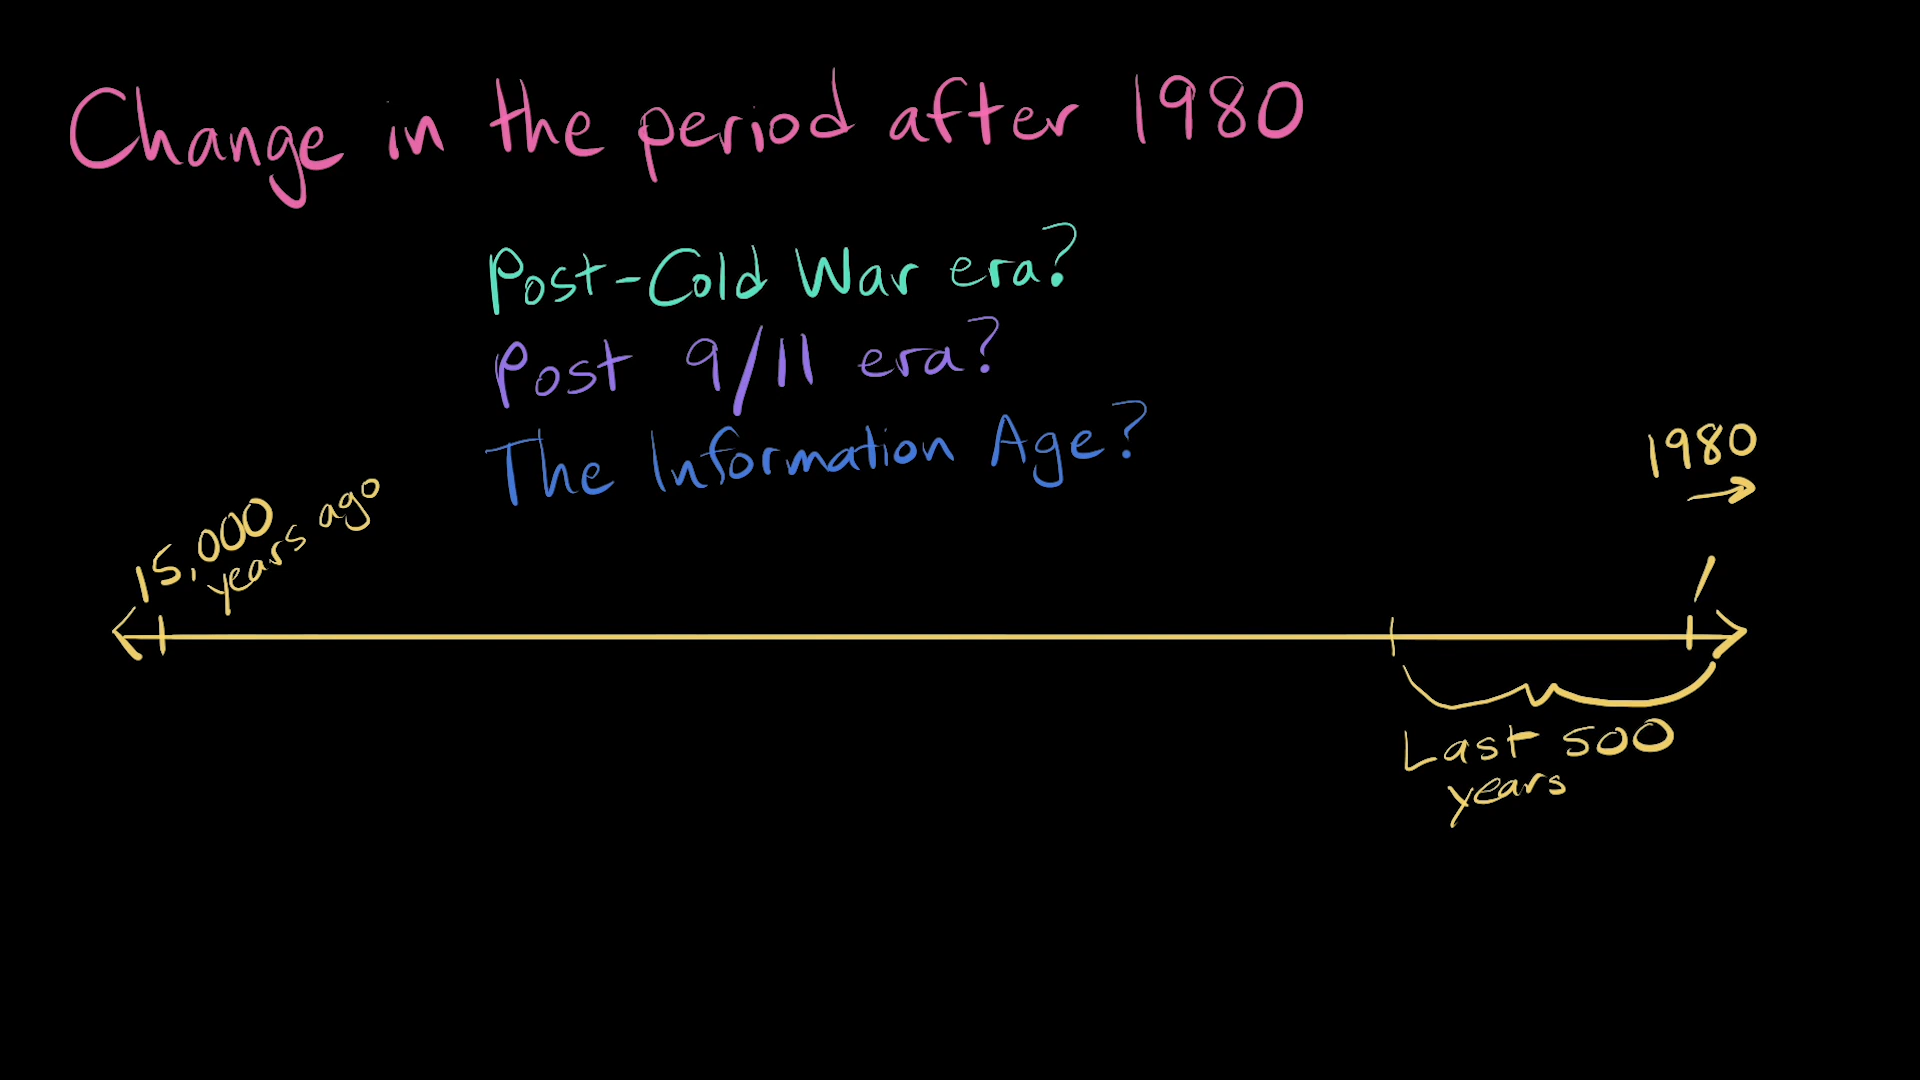 Change in the period after 1980
Post-Cold War era?
Post 9/11 era?
The Information Age?
1980
15,000
years ago
Last 500
years